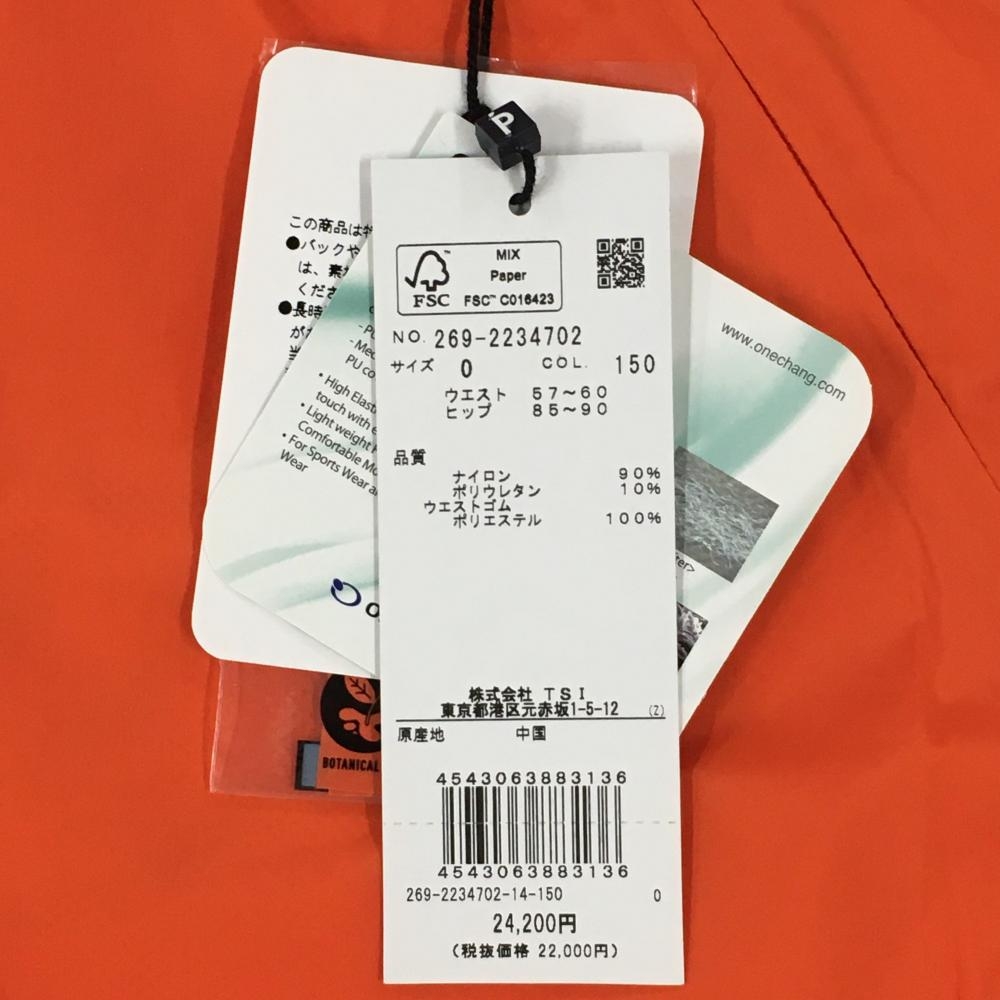 P
この商品は
●バックや
は、素
くださ
●長時
が
MIX
Paper
FSC™ C016423
FSC
NO. 269-2234702
サイズ 0 COL. 150
ウエスト 57～60
ヒップ 85～90
品質
ナイロン 90%
ポリウレタン 10%
ウエストゴム
ポリエステル 100%
株式会社 TSI
東京都港区元赤坂1-5-12 (Z)
原産地 中国
4543063883136
4543063883136
269-2234702-14-150 0
24,200円
(税抜価格 22,000円)
www.onechang.com
PU co
• High Elast
touch with e
• Light weight
Comfortable Mo
• For Sports Wear a
Wear
BOTANICAL